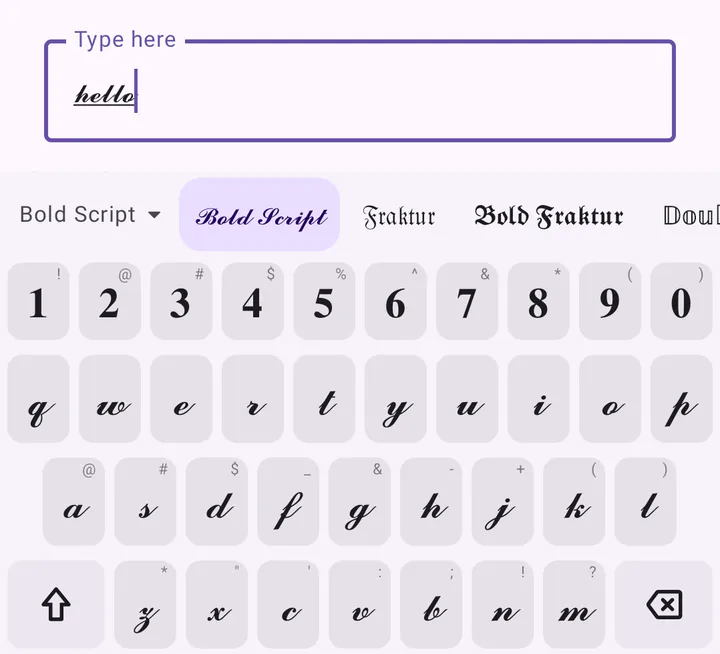 Type here
𝓱𝓮𝓵𝓵𝓸
Bold Script 𝓑𝓸𝓵𝓭 𝓢𝓬𝓻𝓲𝓹𝓽 𝔉𝔯𝔞𝔨𝔱𝔲𝔯 𝕭𝖔𝖑𝖉 𝕱𝖗𝖆𝖐𝖙𝖚𝖗
! @ # $ % ^ & * ( )
𝟏 𝟐 𝟑 𝟒 𝟓 𝟔 𝟕 𝟖 𝟗 𝟎
𝓺 𝔀 𝓮 𝓻 𝓽 𝔂 𝓾 𝓲 𝓸 𝓹
@ # $ _ & - + ( )
𝓪 𝓼 𝓭 𝓯 𝓰 𝓱 𝓳 𝓴 𝓵
* " ' : ; ! ?
𝔃 𝔁 𝓬 𝓿 𝓫 𝓷 𝓶